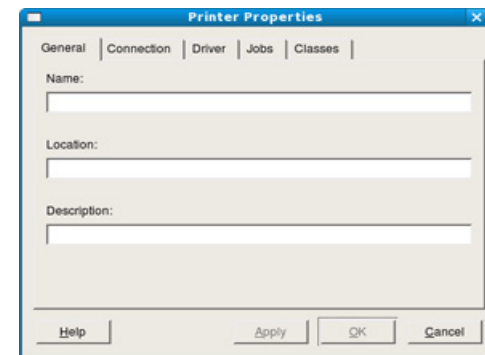 Printer Properties
General Connection Driver Jobs Classes
Name:
Location:
Description:
Help Apply OK Cancel